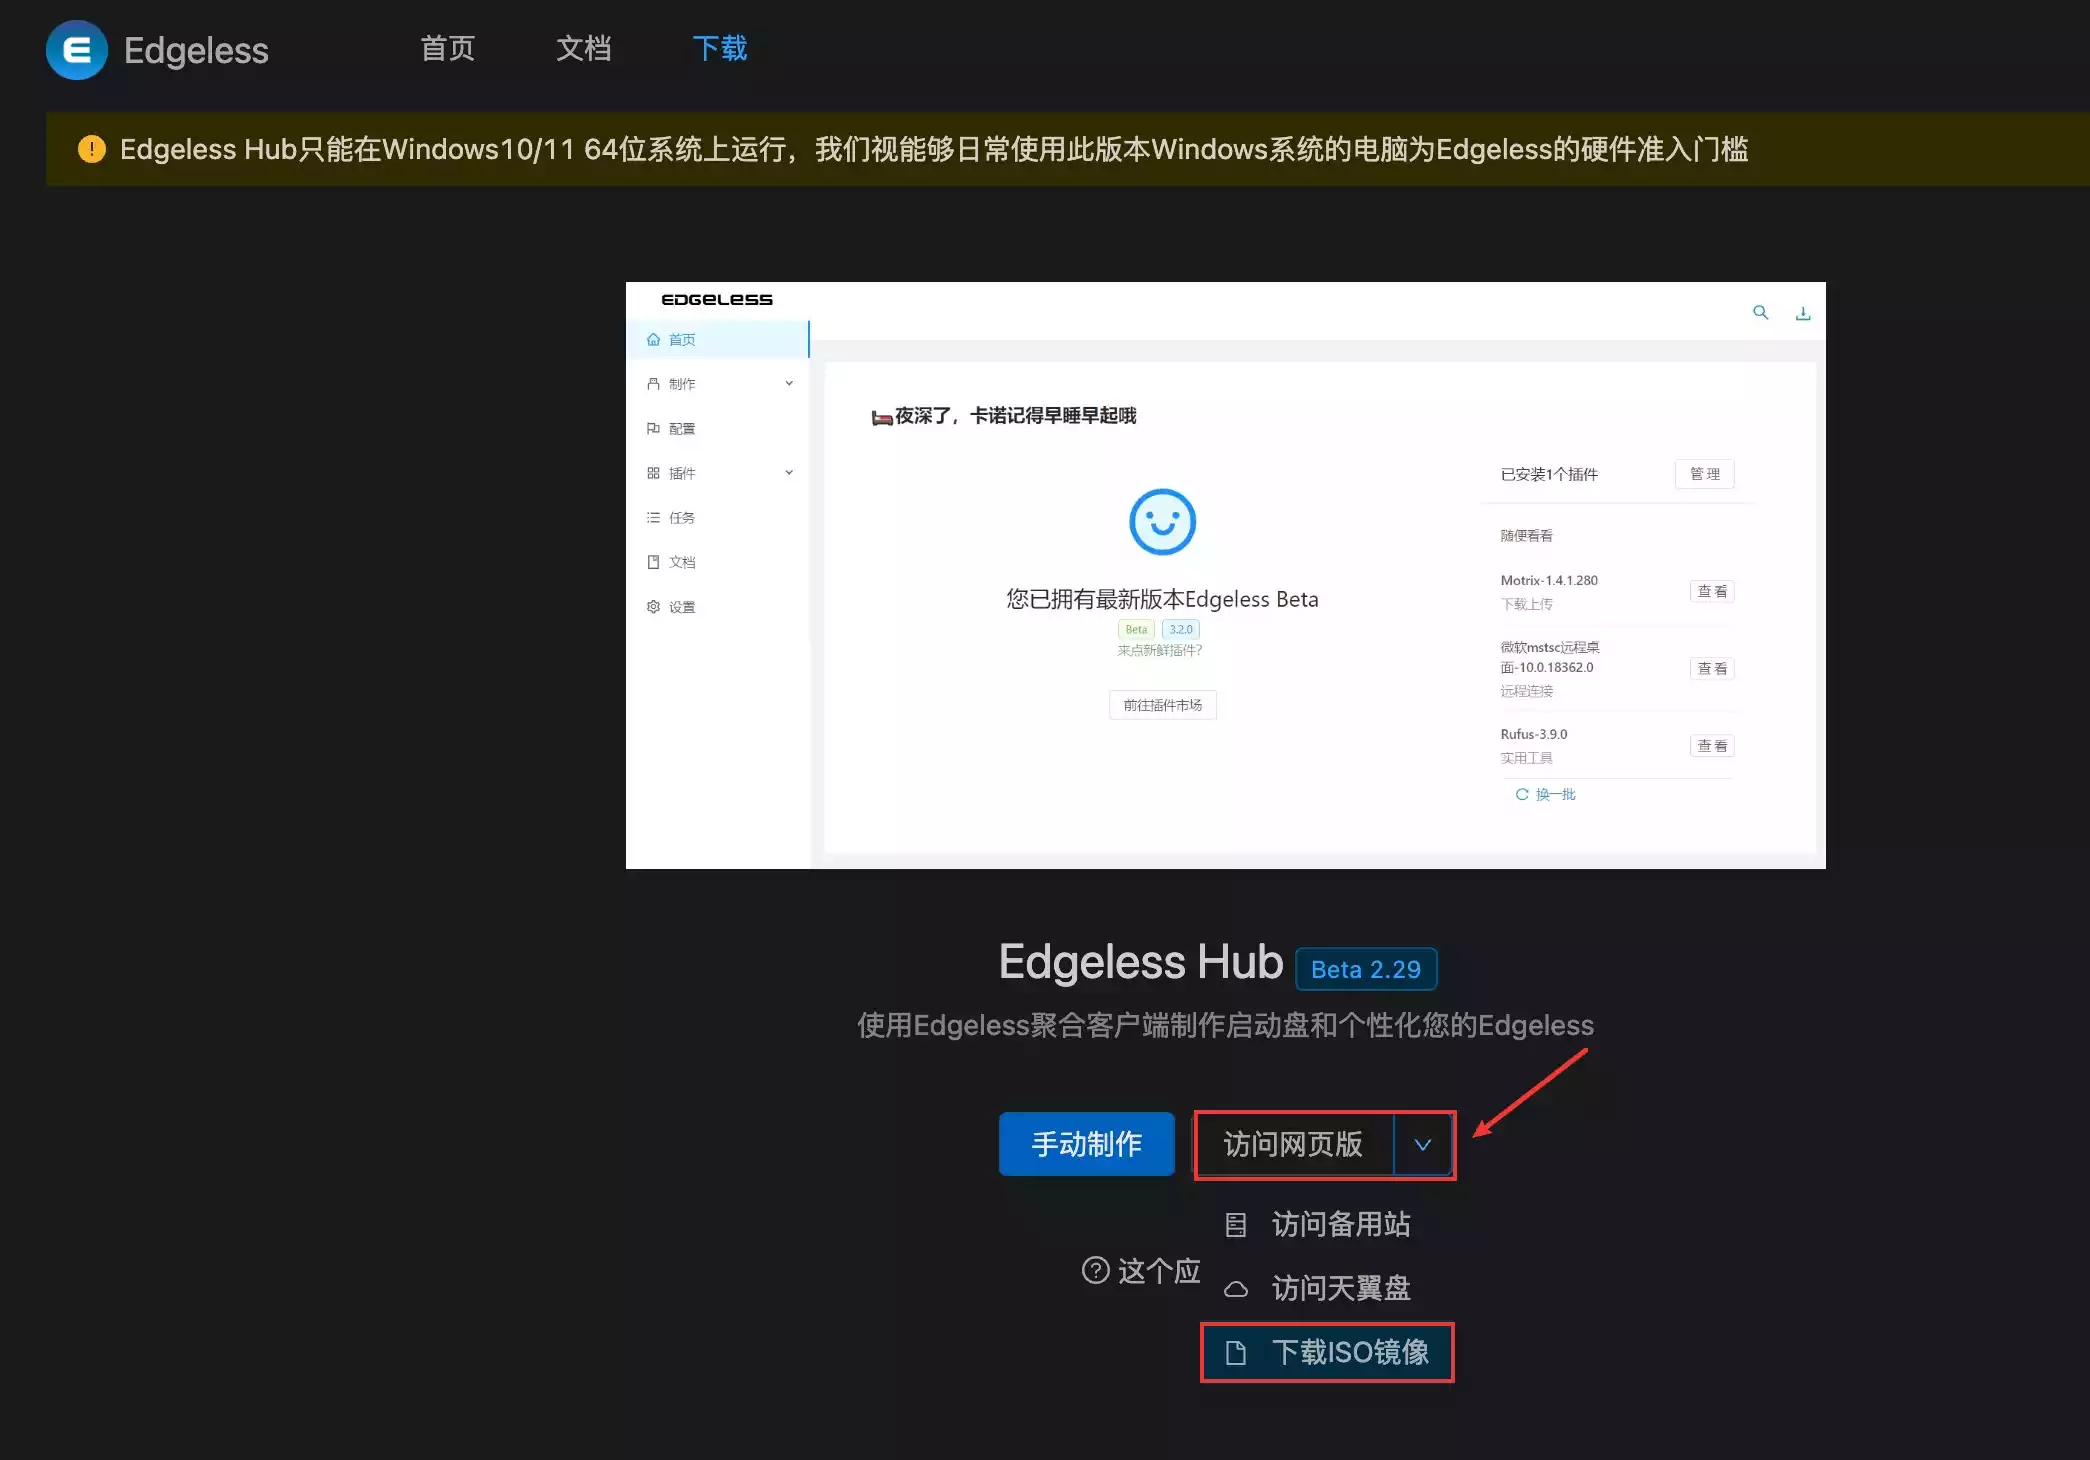 Edgeless
首页
文档
下载
Edgeless Hub只能在Windows10/11 64位系统上运行，我们视能够日常使用此版本Windows系统的电脑为Edgeless的硬件准入门槛
EDGELESS
首页
制作
配置
插件
任务
文档
设置
夜深了，卡诺记得早睡早起哦
您已拥有最新版本Edgeless Beta
Beta 3.2.0
来点新鲜插件?
前往插件市场
已安装1个插件
管 理
随便看看
Motrix-1.4.1.280
下载上传
查 看
微软mstsc远程桌
面-10.0.18362.0
远程连接
查 看
Rufus-3.9.0
实用工具
查 看
换一批
Edgeless Hub Beta 2.29
使用Edgeless聚合客户端制作启动盘和个性化您的Edgeless
手动制作
访问网页版
访问备用站
这个应
访问天翼盘
下载ISO镜像